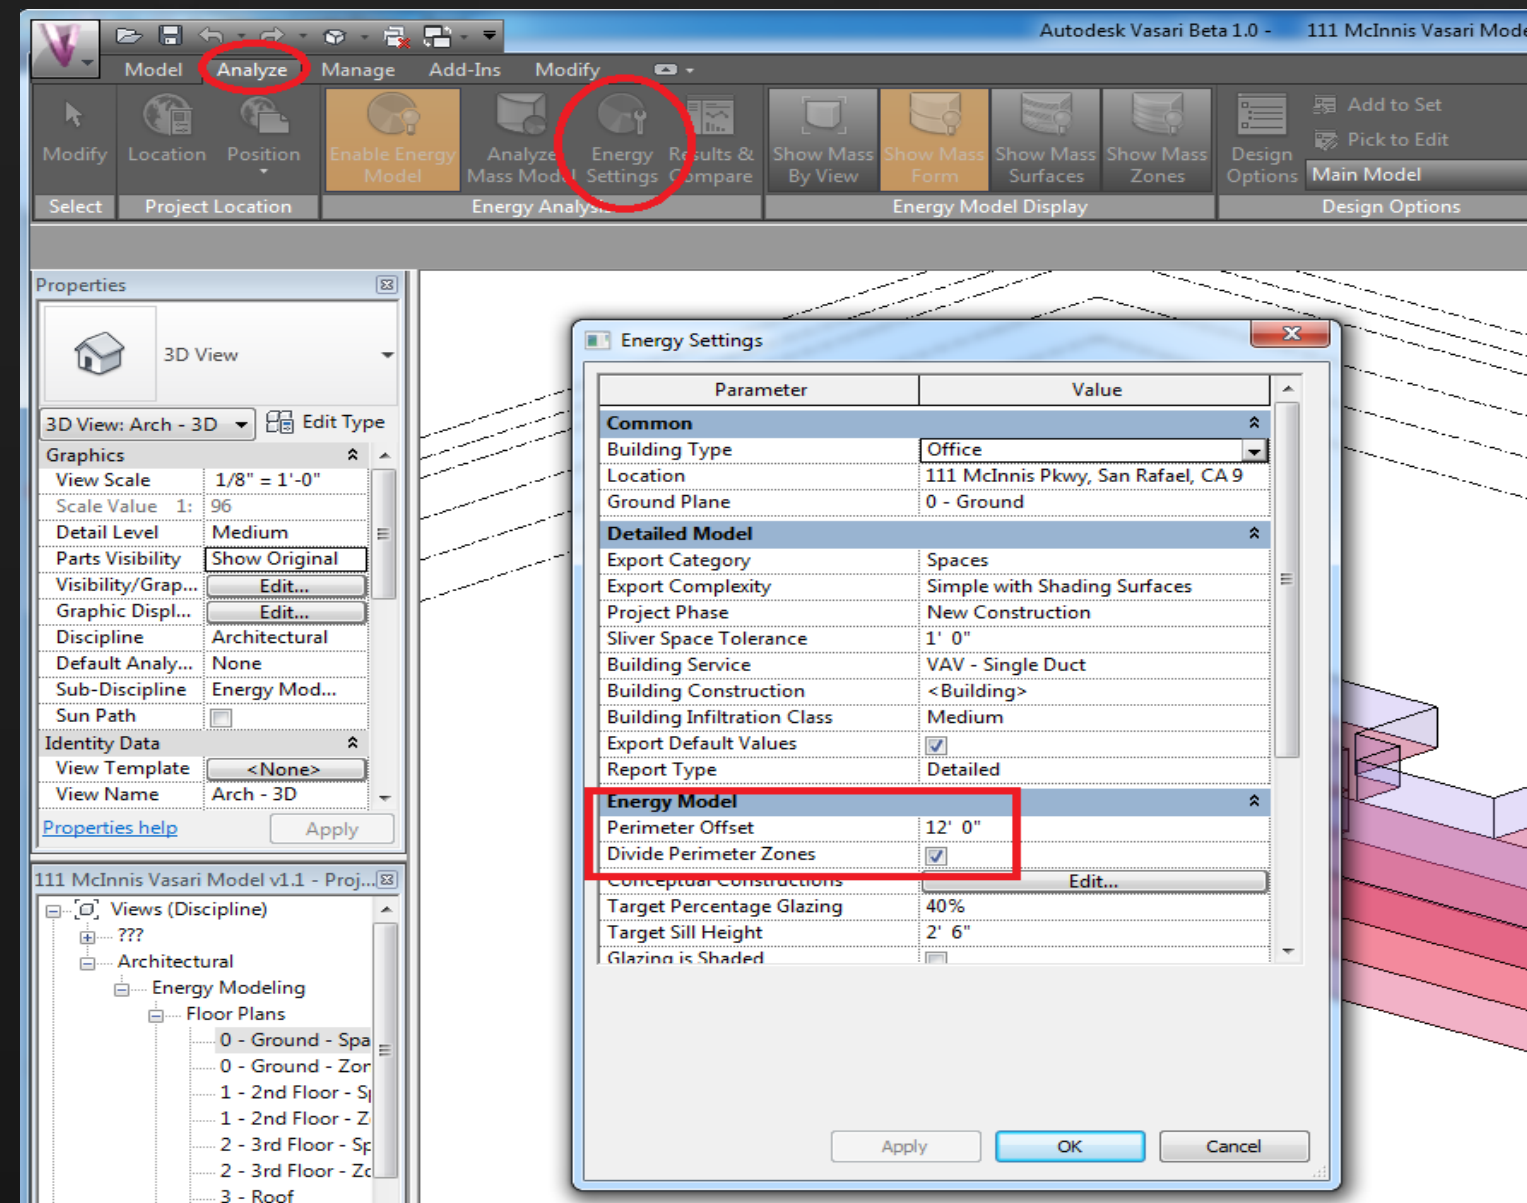 Autodesk Vasari Beta 1.0 - 111 McInnis Vasari Mode
Model Analyze Manage Add-Ins Modify
Modify Location Position Enable Energy Model Analyze Mass Model Energy Settings Results & Compare Show Mass By View Show Mass Form Show Mass Surfaces Show Mass Zones Design Options
Add to Set
Pick to Edit
Main Model
Select Project Location Energy Analysis Energy Model Display Design Options
Properties
3D View
3D View: Arch - 3D Edit Type
Graphics
View Scale 1/8" = 1'-0"
Scale Value 1: 96
Detail Level Medium
Parts Visibility Show Original
Visibility/Grap... Edit...
Graphic Displ... Edit...
Discipline Architectural
Default Analy... None
Sub-Discipline Energy Mod...
Sun Path
Identity Data
View Template <None>
View Name Arch - 3D
Properties help Apply
111 McInnis Vasari Model v1.1 - Proj...
Views (Discipline)
???
Architectural
Energy Modeling
Floor Plans
0 - Ground - Spa
0 - Ground - Zor
1 - 2nd Floor - Sp
1 - 2nd Floor - Z
2 - 3rd Floor - Sp
2 - 3rd Floor - Zc
3 - Roof
Energy Settings
Parameter Value
Common
Building Type Office
Location 111 McInnis Pkwy, San Rafael, CA 9
Ground Plane 0 - Ground
Detailed Model
Export Category Spaces
Export Complexity Simple with Shading Surfaces
Project Phase New Construction
Sliver Space Tolerance 1' 0"
Building Service VAV - Single Duct
Building Construction <Building>
Building Infiltration Class Medium
Export Default Values
Report Type Detailed
Energy Model
Perimeter Offset 12' 0"
Divide Perimeter Zones
Conceptual Constructions Edit...
Target Percentage Glazing 40%
Target Sill Height 2' 6"
Glazing is Shaded
Apply OK Cancel